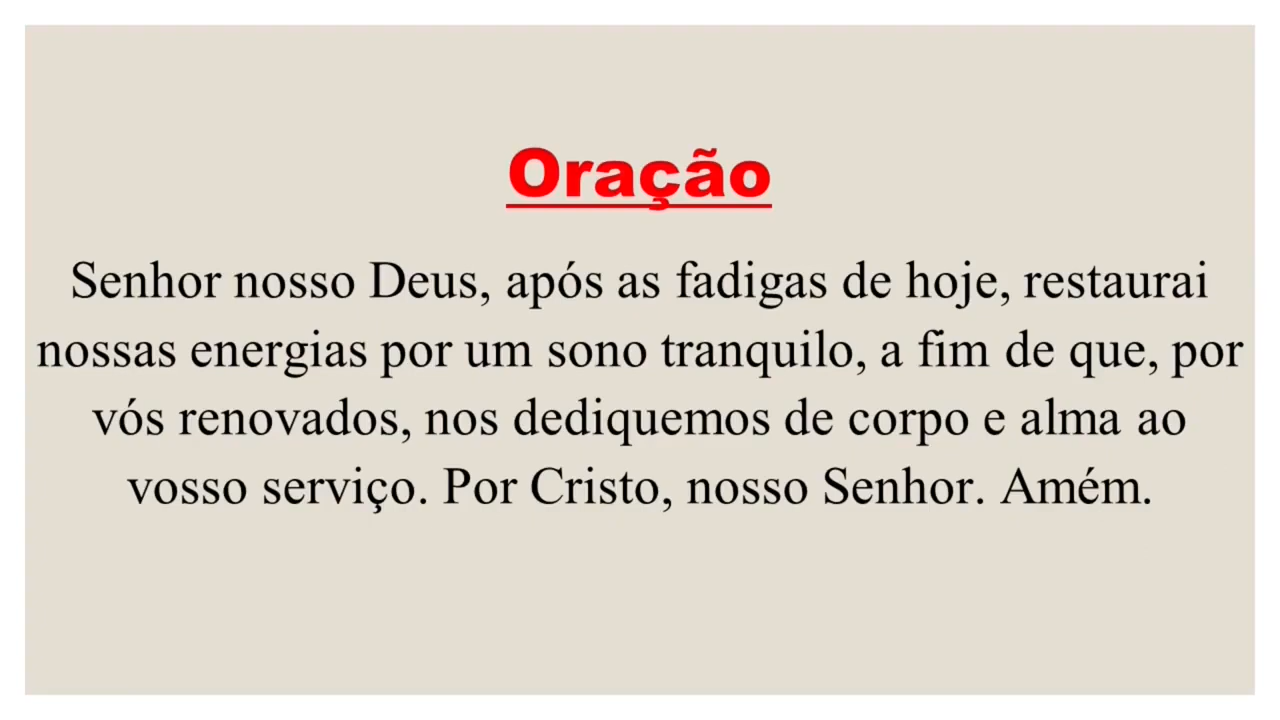 Oração
Senhor nosso Deus, após as fadigas de hoje, restaurai
nossas energias por um sono tranquilo, a fim de que, por
vós renovados, nos dediquemos de corpo e alma ao
vosso serviço. Por Cristo, nosso Senhor. Amém.